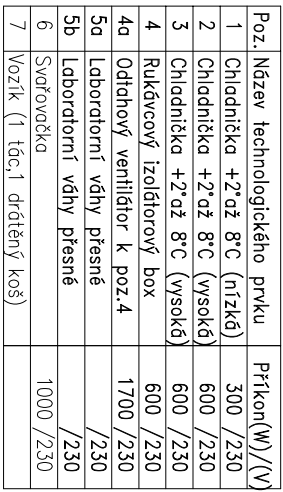 Poz. Název technologického prvku Příkon(W)/(V)
1 Chladnička +2°až 8°C (nízká) 300 /230
2 Chladnička +2°až 8°C (vysoká) 600 /230
3 Chladnička +2°až 8°C (vysoká) 600 /230
4 Rukávcový izolátorový box 600 /230
4a Odtahový ventilátor k poz.4 1700 /230
5a Laboratorní váhy přesné /230
5b Laboratorní váhy přesné /230
6 Svařovačka 1000 /230
7 Vozík (1 tác,1 drátěný koš)